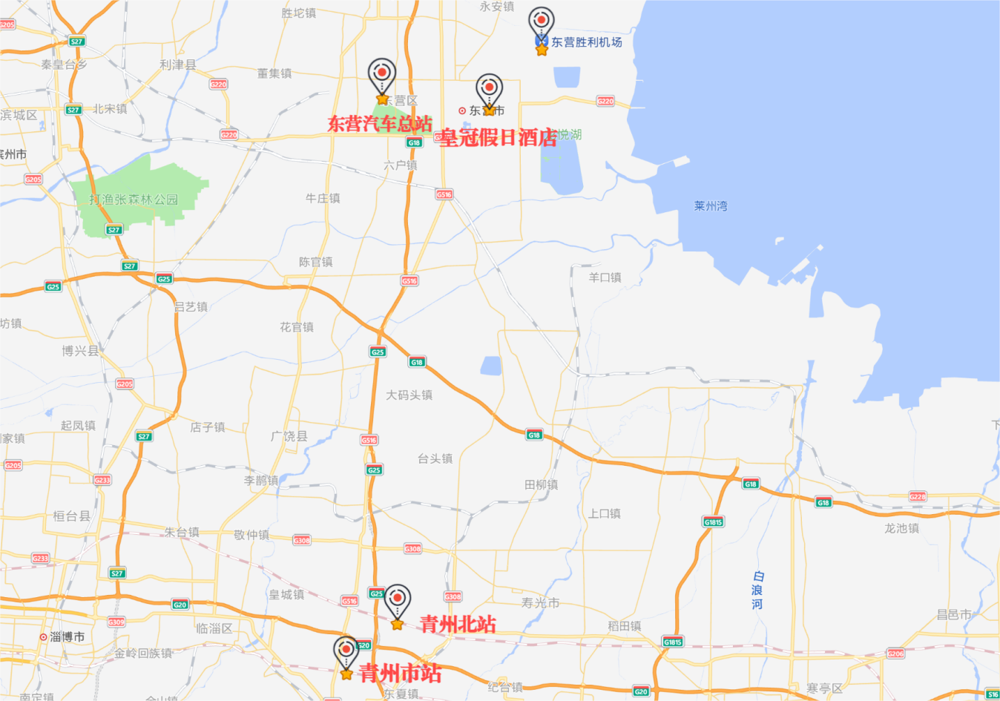 永安镇
胜坨镇
G205
S27
东营胜利机场
秦皇台乡
利津县
董集镇
G220
东营区
G220
S27
北宋镇
滨城区
东营市
东营汽车总站
G220
G18
皇冠假日酒店
悦湖
滨州市
六户镇
G205
牛庄镇
G516
打渔张森林公园
莱州湾
S27
陈官镇
S27
G25
G25
G516
羊口镇
吕艺镇
坊镇
花官镇
博兴县
G25
G18
G205
大码头镇
起凤镇
店子镇
S27
广饶县
G516
G18
G205
台头镇
G25
G233
李鹊镇
田柳镇
G18
G228
G18
桓台县
上口镇
G1815
龙池镇
朱台镇
敬仲镇
G308
G308
G233
S27
白浪河
皇城镇
G25
G516
G308
寿光市
G20
昌邑市
G309
临淄区
青州北站
稻田镇
淄博市
G20
G1815
金岭回族镇
G206
青州市站
纪台镇
寒亭区
东夏镇
G20
S16